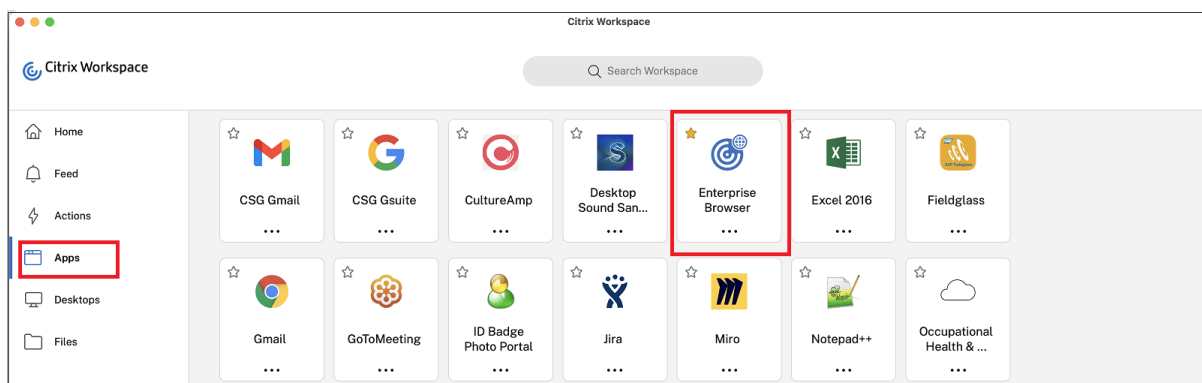 Citrix Workspace
Citrix Workspace
Search Workspace
Home
Feed
Actions
Apps
Desktops
Files
CSG Gmail
CSG Gsuite
CultureAmp
Desktop
Sound San...
Enterprise
Browser
Excel 2016
Fieldglass
Gmail
GoToMeeting
ID Badge
Photo Portal
Jira
Miro
Notepad++
Occupational
Health & ...